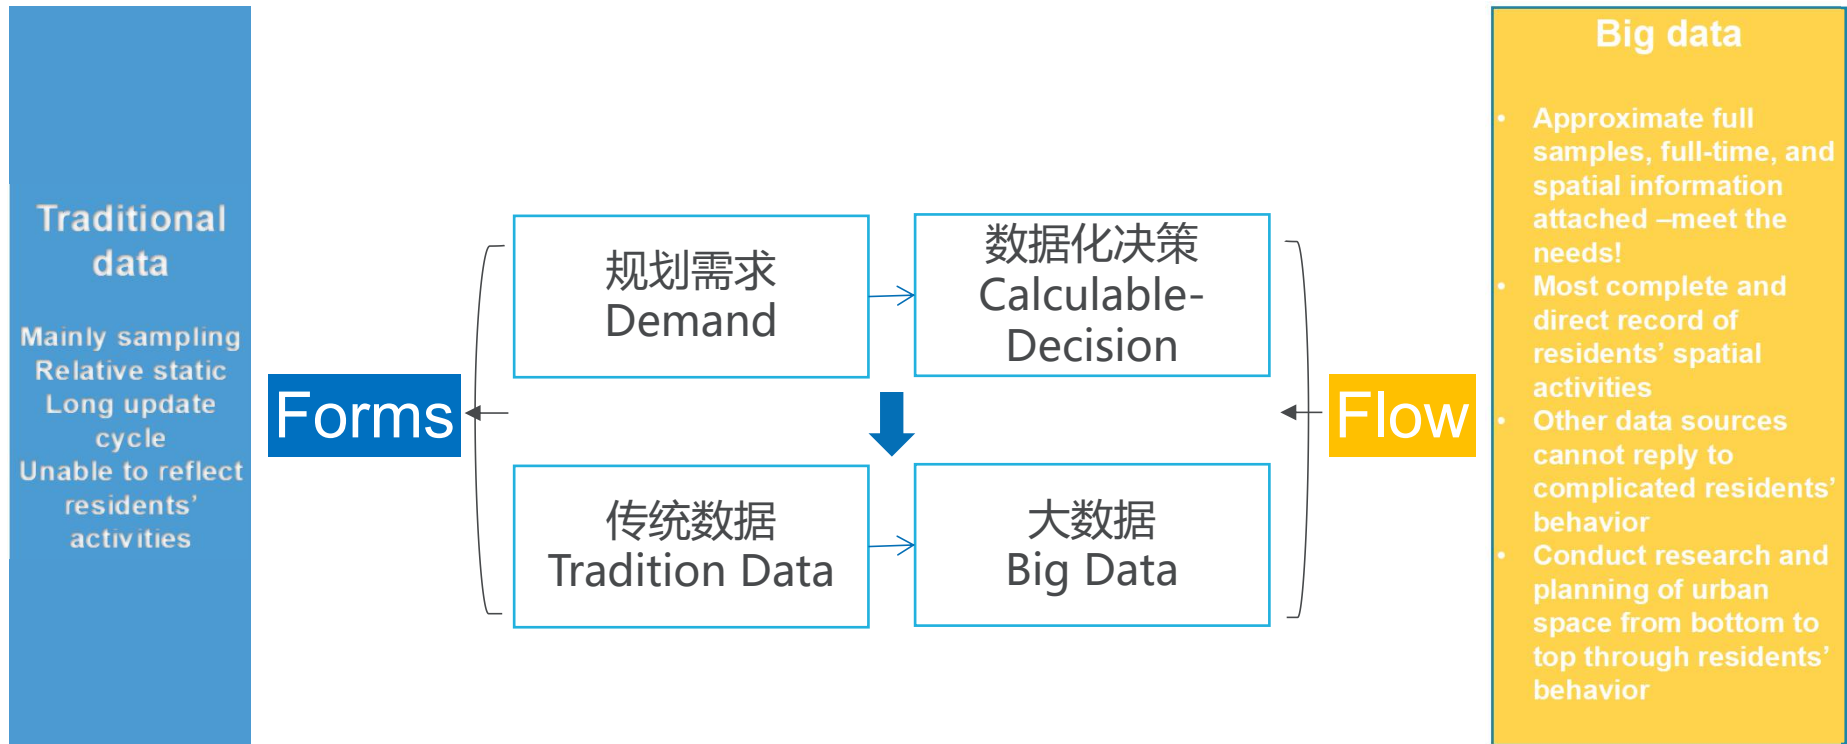 Traditional
data
Mainly sampling
Relative static
Long update
cycle
Unable to reflect
residents’
activities
Forms
规划需求
Demand
数据化决策
Calculable-
Decision
传统数据
Tradition Data
大数据
Big Data
Flow
Big data
• Approximate full
samples, full-time, and
spatial information
attached –meet the
needs!
• Most complete and
direct record of
residents’ spatial
activities
• Other data sources
cannot reply to
complicated residents’
behavior
• Conduct research and
planning of urban
space from bottom to
top through residents’
behavior